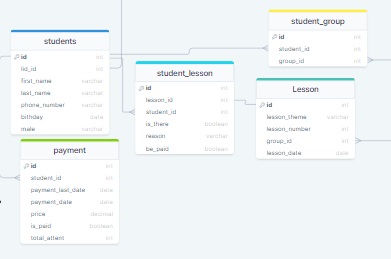 students
id int
lid_id int
first_name varchar
last_name varchar
phone_number varchar
bithday date
male varchar
payment
id int
student_id int
payment_last_date date
payment_date date
price decimal
is_paid boolean
total_attent int
student_lesson
id int
lesson_id int
student_id int
is_there boolean
reason varchar
be_paid boolean
student_group
id int
student_id int
group_id int
Lesson
id int
lesson_theme varchar
lesson_number int
group_id int
lesson_date date